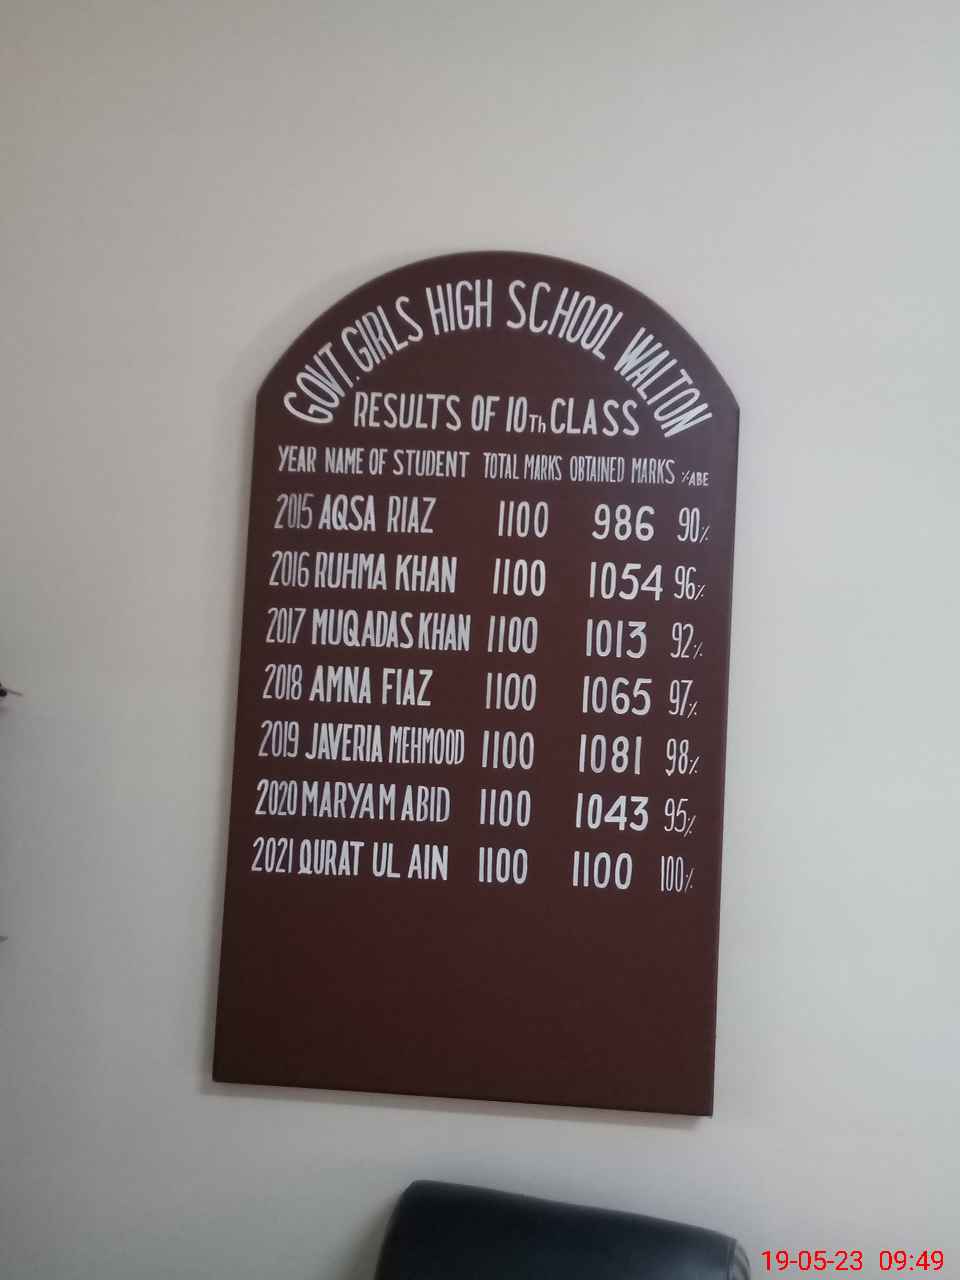 GOVT. GIRLS HIGH SCHOOL WALTON
RESULTS OF 10Th CLASS
YEAR NAME OF STUDENT TOTAL MARKS OBTAINED MARKS %ABE
2015 AQSA RIAZ 1100 986 90%
2016 RUHMA KHAN 1100 1054 96%
2017 MUQADAS KHAN 1100 1013 92%
2018 AMNA FIAZ 1100 1065 97%
2019 JAVERIA MEHMOOD 1100 1081 98%
2020 MARYAM ABID 1100 1043 95%
2021 QURAT UL AIN 1100 1100 100%
19-05-23 09:49